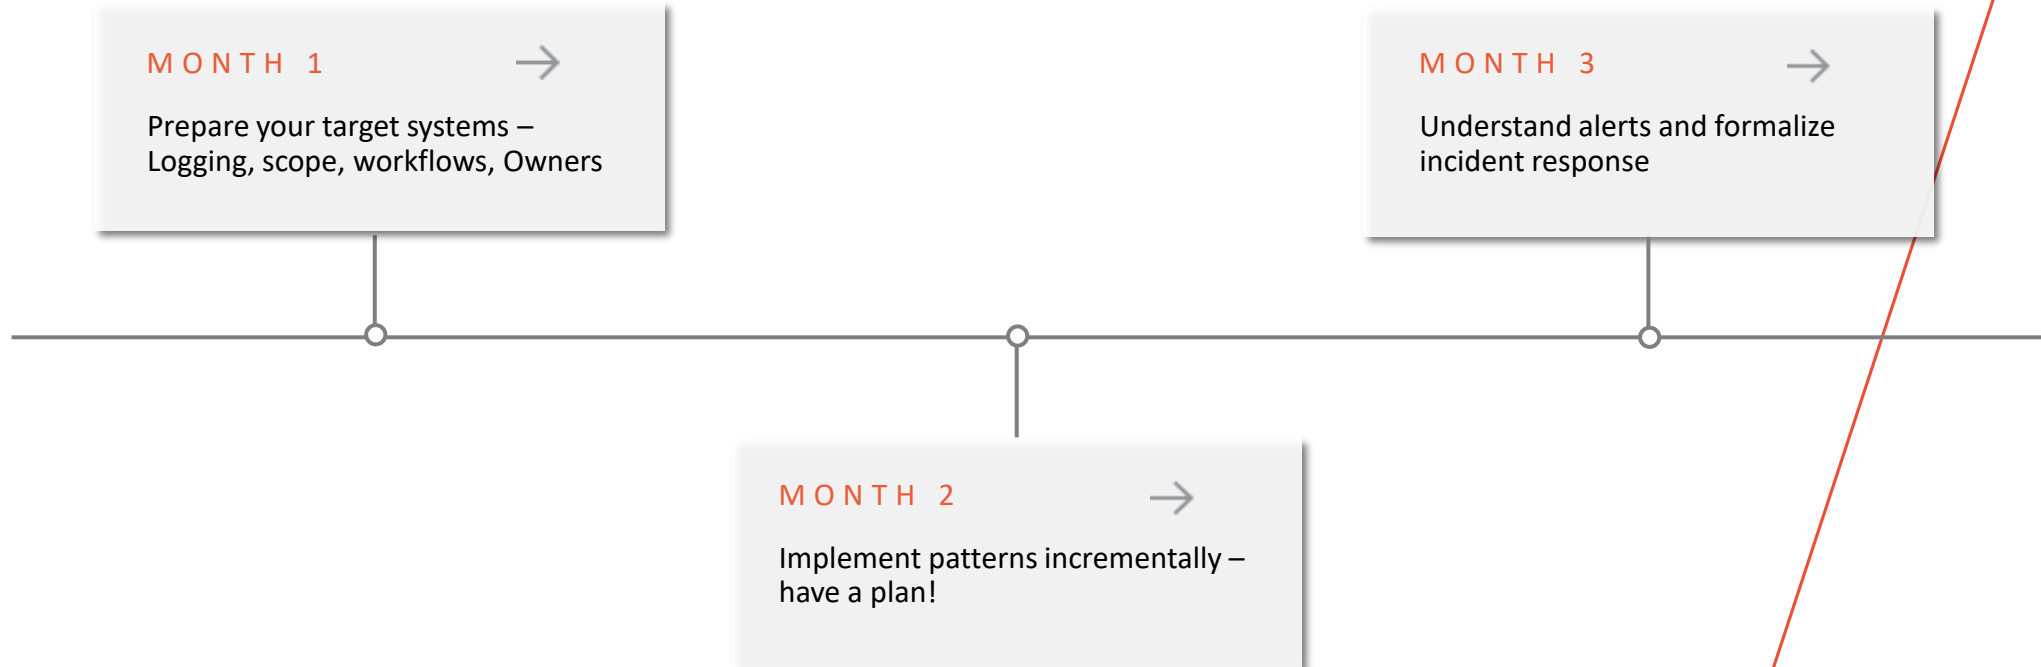 MONTH 1
Prepare your target systems –
Logging, scope, workflows, Owners
MONTH 2
Implement patterns incrementally –
have a plan!
MONTH 3
Understand alerts and formalize
incident response